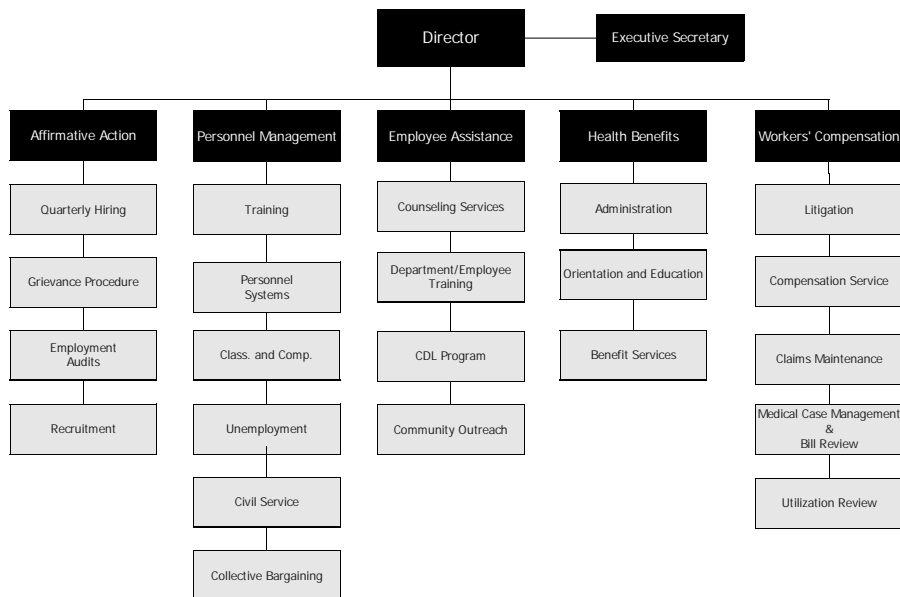 Director
Executive Secretary
Affirmative Action
Personnel Management
Employee Assistance
Health Benefits
Workers' Compensation
Quarterly Hiring
Grievance Procedure
Employment
Audits
Recruitment
Training
Personnel
Systems
Class. and Comp.
Unemployment
Civil Service
Collective Bargaining
Counseling Services
Department/Employee
Training
CDL Program
Community Outreach
Administration
Orientation and Education
Benefit Services
Litigation
Compensation Service
Claims Maintenance
Medical Case Management
&
Bill Review
Utilization Review